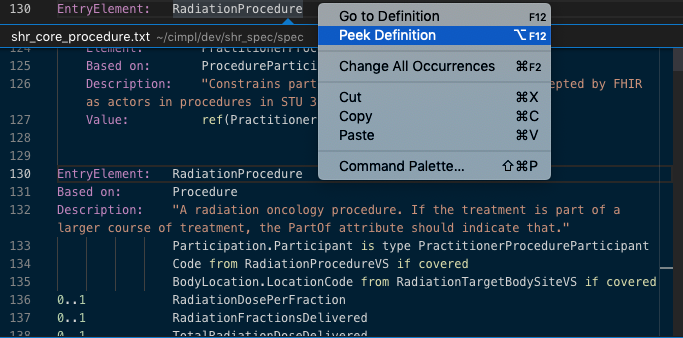 130 EntryElement: RadiationProcedure
shr_core_procedure.txt ~/cimpl/dev/shr_spec/spec
Go to Definition F12
Peek Definition ⌥F12
Change All Occurrences ⌘F2
Cut ⌘X
Copy ⌘C
Paste ⌘V
Command Palette... ⇧⌘P
124 Element:
125 Based on: ProcedurePartici
126 Description: "Constrains part epted by FHIR
as actors in procedures in STU 3
127 Value: ref(Practitioner
128
129
130 EntryElement: RadiationProcedure
131 Based on: Procedure
132 Description: "A radiation oncology procedure. If the treatment is part of a
larger course of treatment, the PartOf attribute should indicate that."
133 Participation.Participant is type PractitionerProcedureParticipant
134 Code from RadiationProcedureVS if covered
135 BodyLocation.LocationCode from RadiationTargetBodySiteVS if covered
136 0..1 RadiationDosePerFraction
137 0..1 RadiationFractionsDelivered
138 0..1 TotalRadiationDoseDelivered